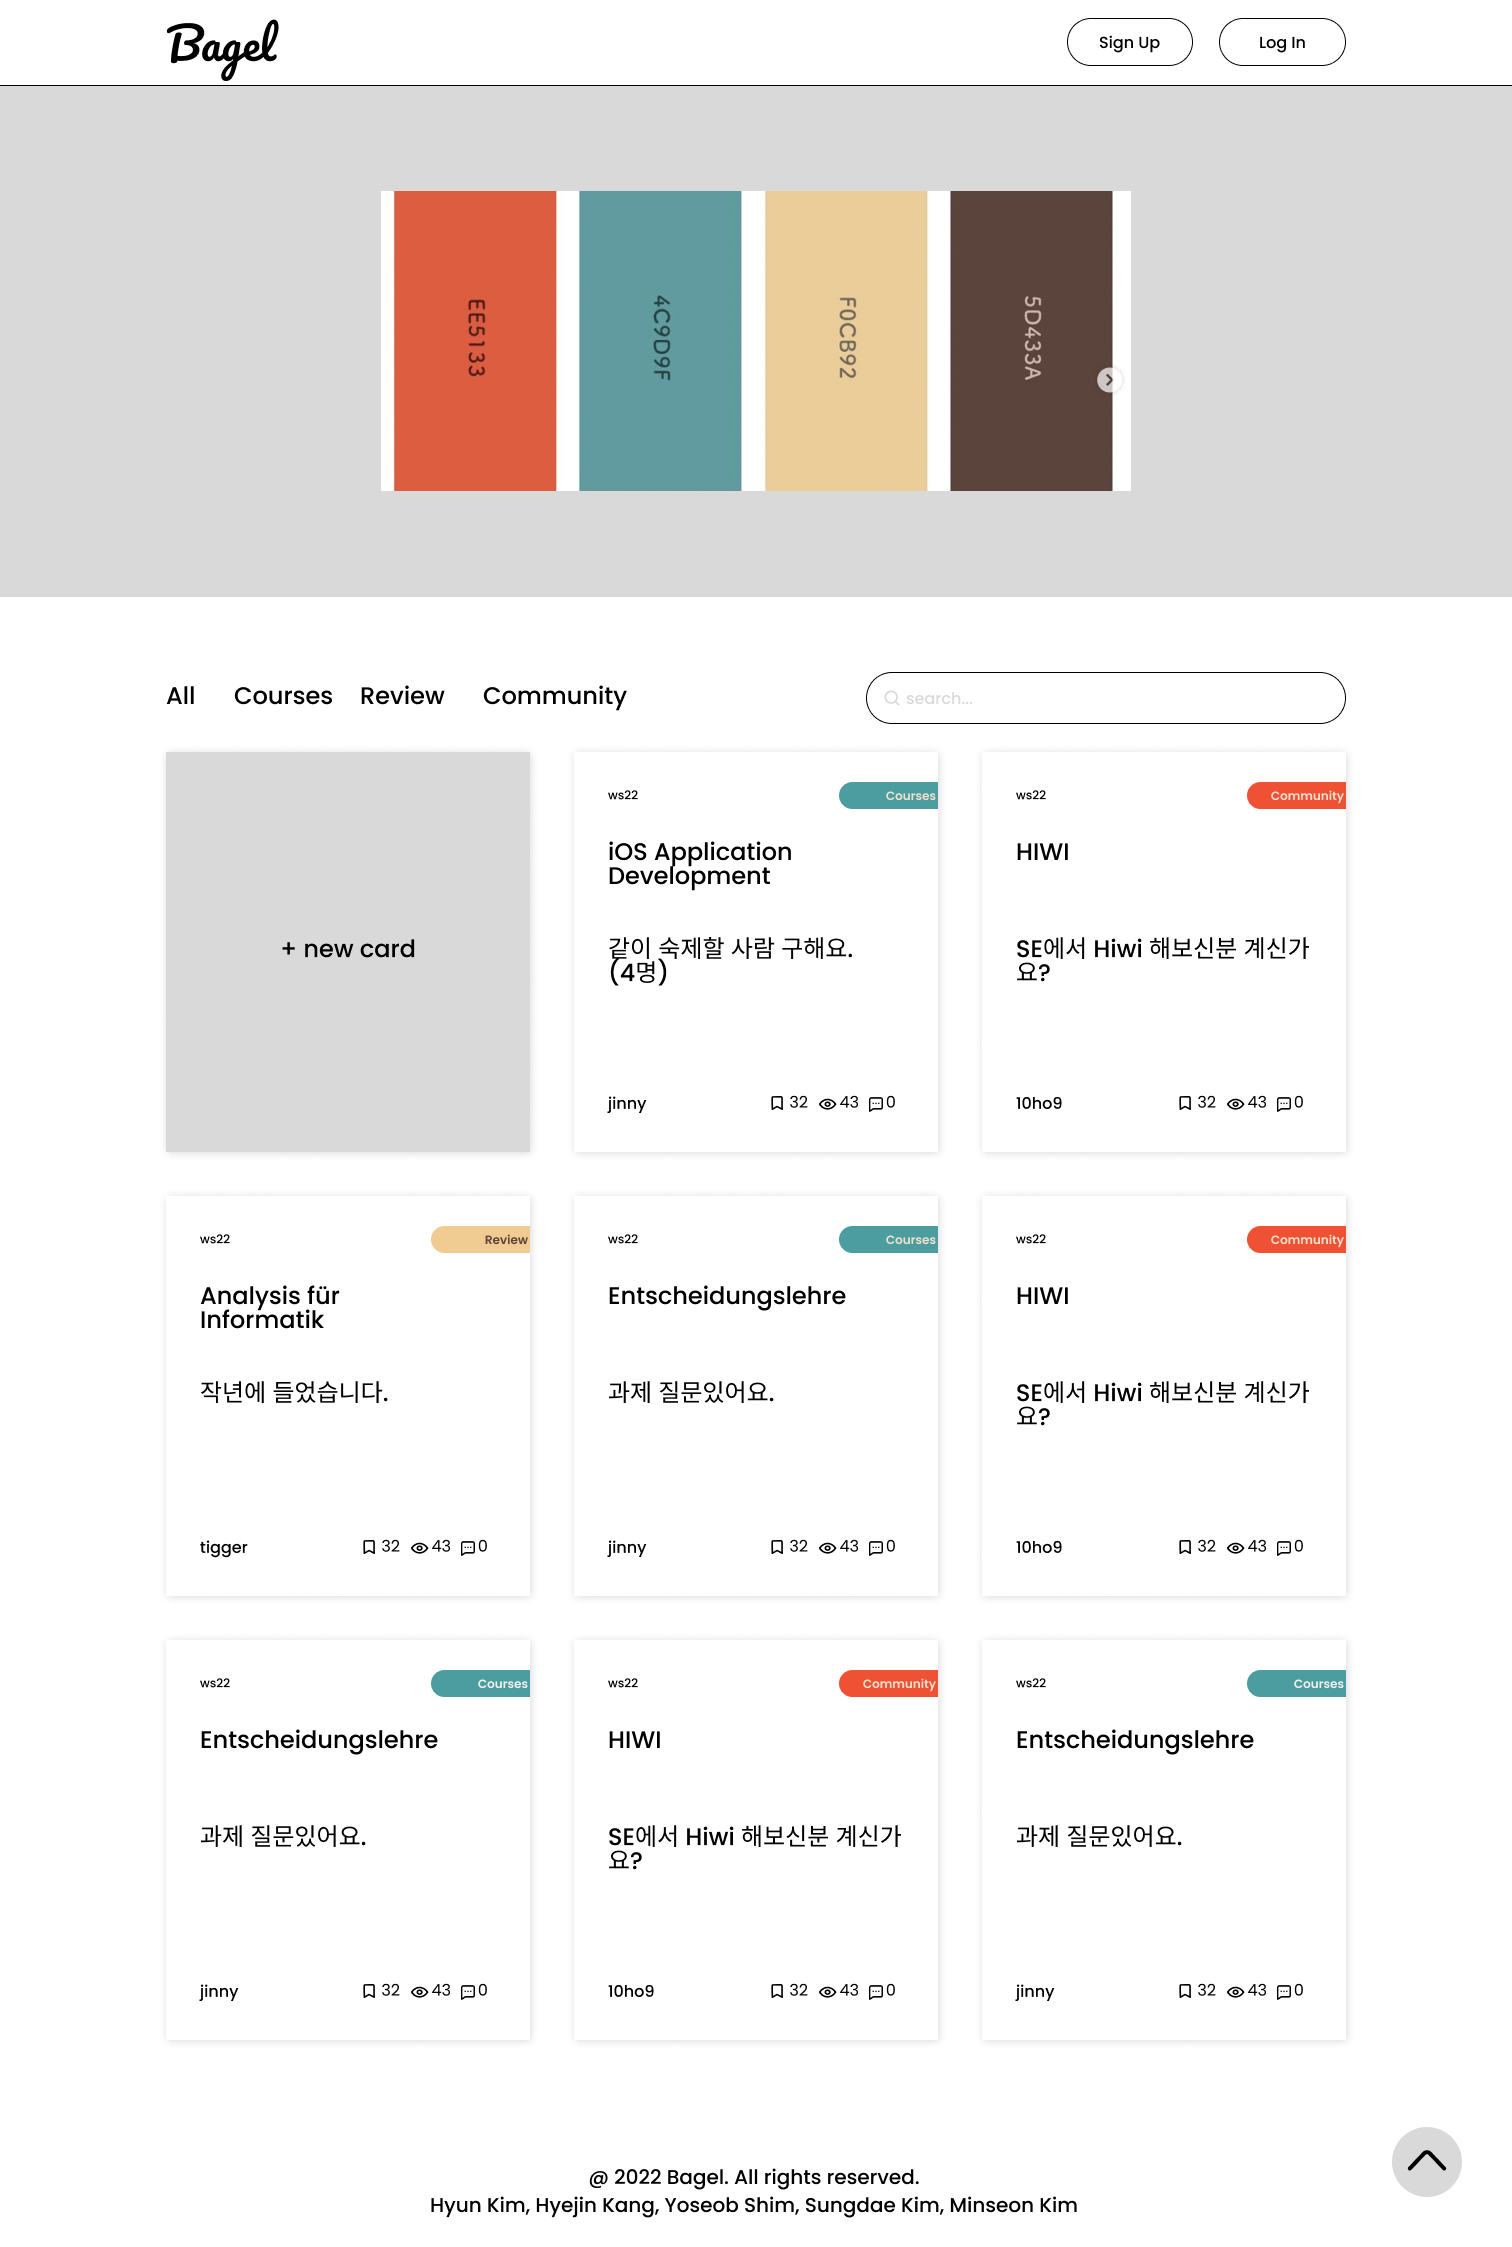 Bagel
Sign Up
Log In
EE5133
4C9D9F
F0CB92
5D433A
All
Courses
Review
Community
search...
+ new card
ws22
Courses
iOS Application
Development
같이 숙제할 사람 구해요.
(4명)
jinny
32
43
0
ws22
Community
HIWI
SE에서 Hiwi 해보신분 계신가
요?
10ho9
32
43
0
ws22
Review
Analysis für
Informatik
작년에 들었습니다.
tigger
32
43
0
ws22
Courses
Entscheidungslehre
과제 질문있어요.
jinny
32
43
0
ws22
Community
HIWI
SE에서 Hiwi 해보신분 계신가
요?
10ho9
32
43
0
ws22
Courses
Entscheidungslehre
과제 질문있어요.
jinny
32
43
0
ws22
Community
HIWI
SE에서 Hiwi 해보신분 계신가
요?
10ho9
32
43
0
ws22
Courses
Entscheidungslehre
과제 질문있어요.
jinny
32
43
0
@ 2022 Bagel. All rights reserved.
Hyun Kim, Hyejin Kang, Yoseob Shim, Sungdae Kim, Minseon Kim